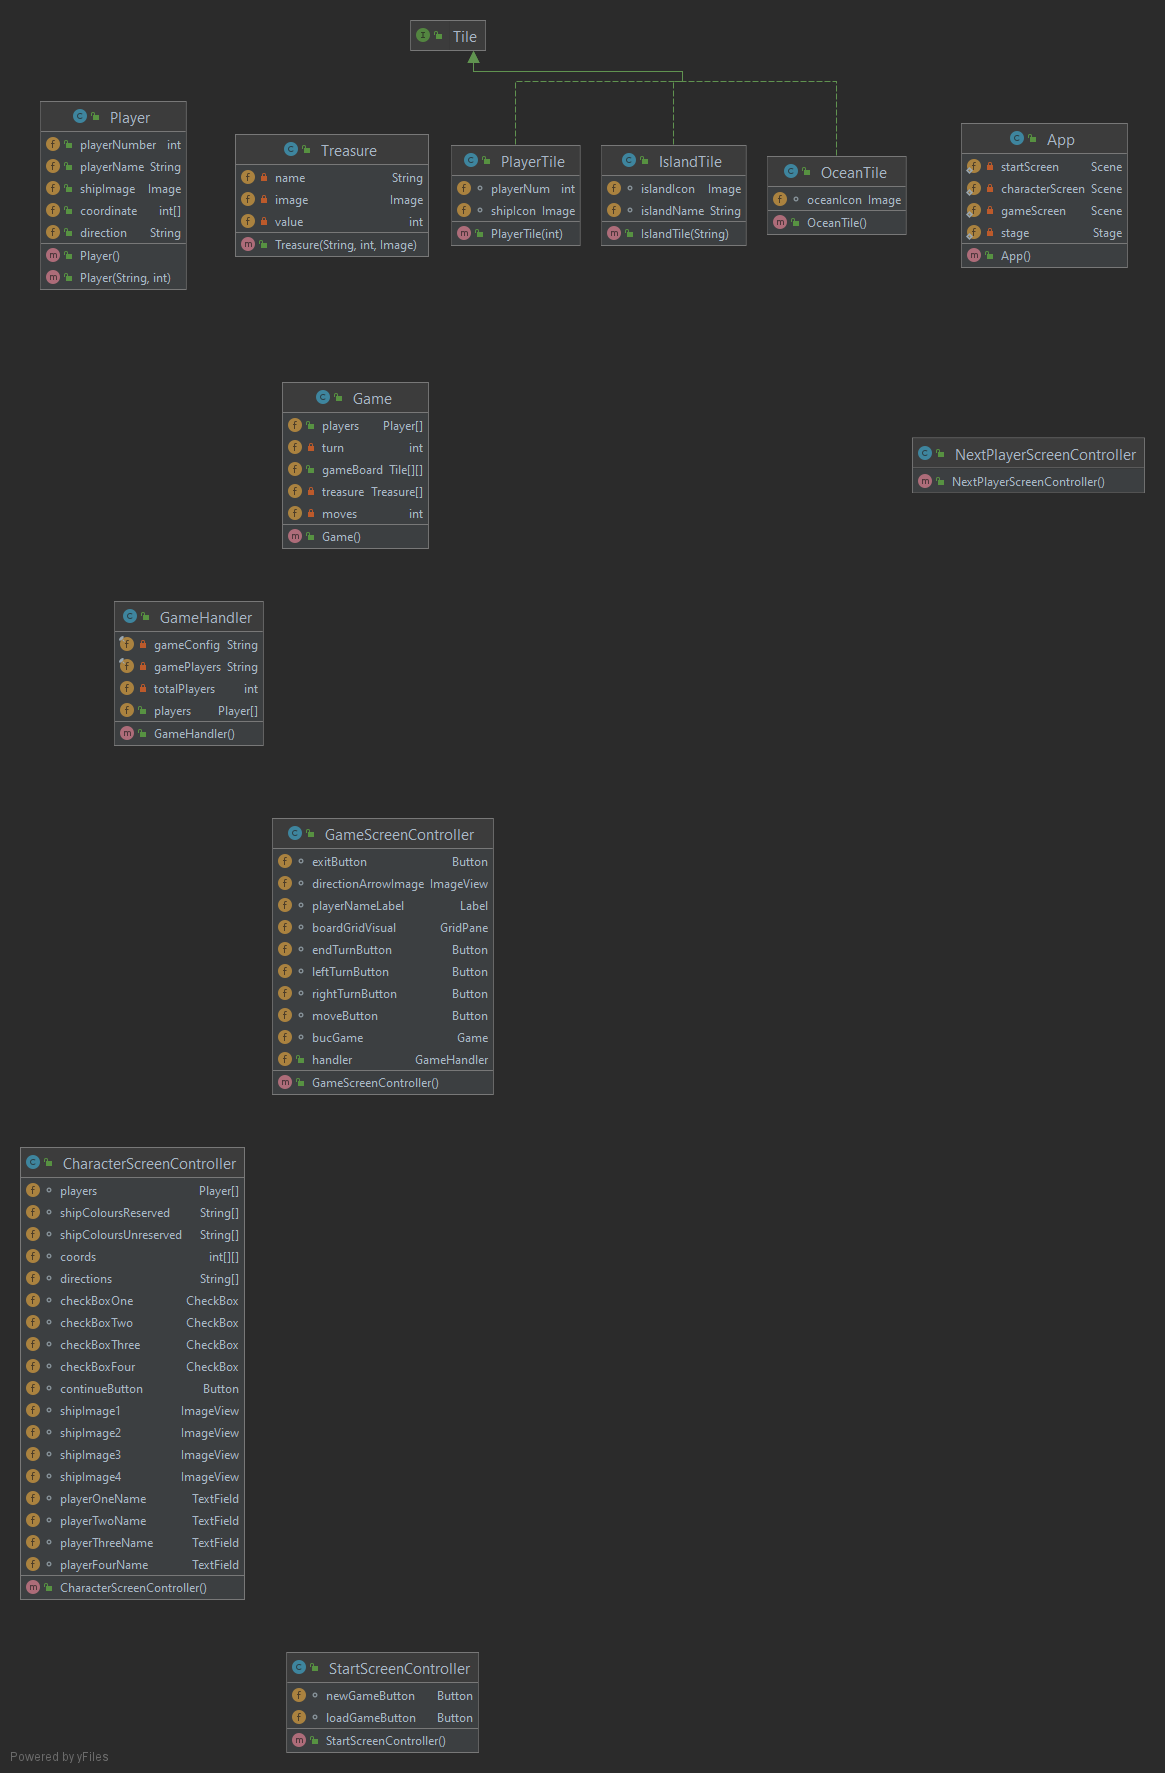 Tile
Player
playerNumber int
playerName String
shipImage Image
coordinate int[]
direction String
Player()
Player(String, int)
Treasure
name String
image Image
value int
Treasure(String, int, Image)
PlayerTile
playerNum int
shipIcon Image
PlayerTile(int)
IslandTile
islandIcon Image
islandName String
IslandTile(String)
OceanTile
oceanIcon Image
OceanTile()
App
startScreen Scene
characterScreen Scene
gameScreen Scene
stage Stage
App()
Game
players Player[]
turn int
gameBoard Tile[][]
treasure Treasure[]
moves int
Game()
NextPlayerScreenController
NextPlayerScreenController()
GameHandler
gameConfig String
gamePlayers String
totalPlayers int
players Player[]
GameHandler()
GameScreenController
exitButton Button
directionArrowImage ImageView
playerNameLabel Label
boardGridVisual GridPane
endTurnButton Button
leftTurnButton Button
rightTurnButton Button
moveButton Button
bucGame Game
handler GameHandler
GameScreenController()
CharacterScreenController
players Player[]
shipColoursReserved String[]
shipColoursUnreserved String[]
coords int[][]
directions String[]
checkBoxOne CheckBox
checkBoxTwo CheckBox
checkBoxThree CheckBox
checkBoxFour CheckBox
continueButton Button
shipImage1 ImageView
shipImage2 ImageView
shipImage3 ImageView
shipImage4 ImageView
playerOneName TextField
playerTwoName TextField
playerThreeName TextField
playerFourName TextField
CharacterScreenController()
StartScreenController
newGameButton Button
loadGameButton Button
StartScreenController()
Powered by yFiles